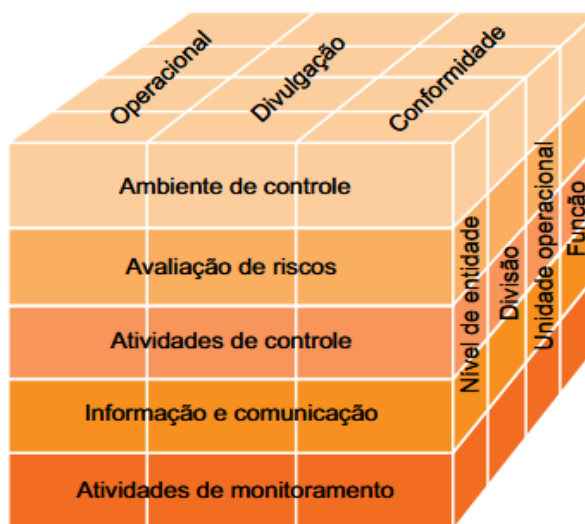 Operacional
Divulgação
Conformidade
Ambiente de controle
Avaliação de riscos
Atividades de controle
Informação e comunicação
Atividades de monitoramento
Nível de entidade
Divisão
Unidade operacional
Função